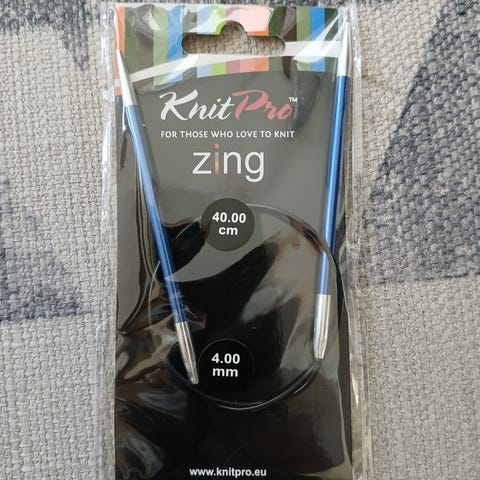 KnitPro™
FOR THOSE WHO LOVE TO KNIT
zing
40.00
cm
4.00
mm
www.knitpro.eu